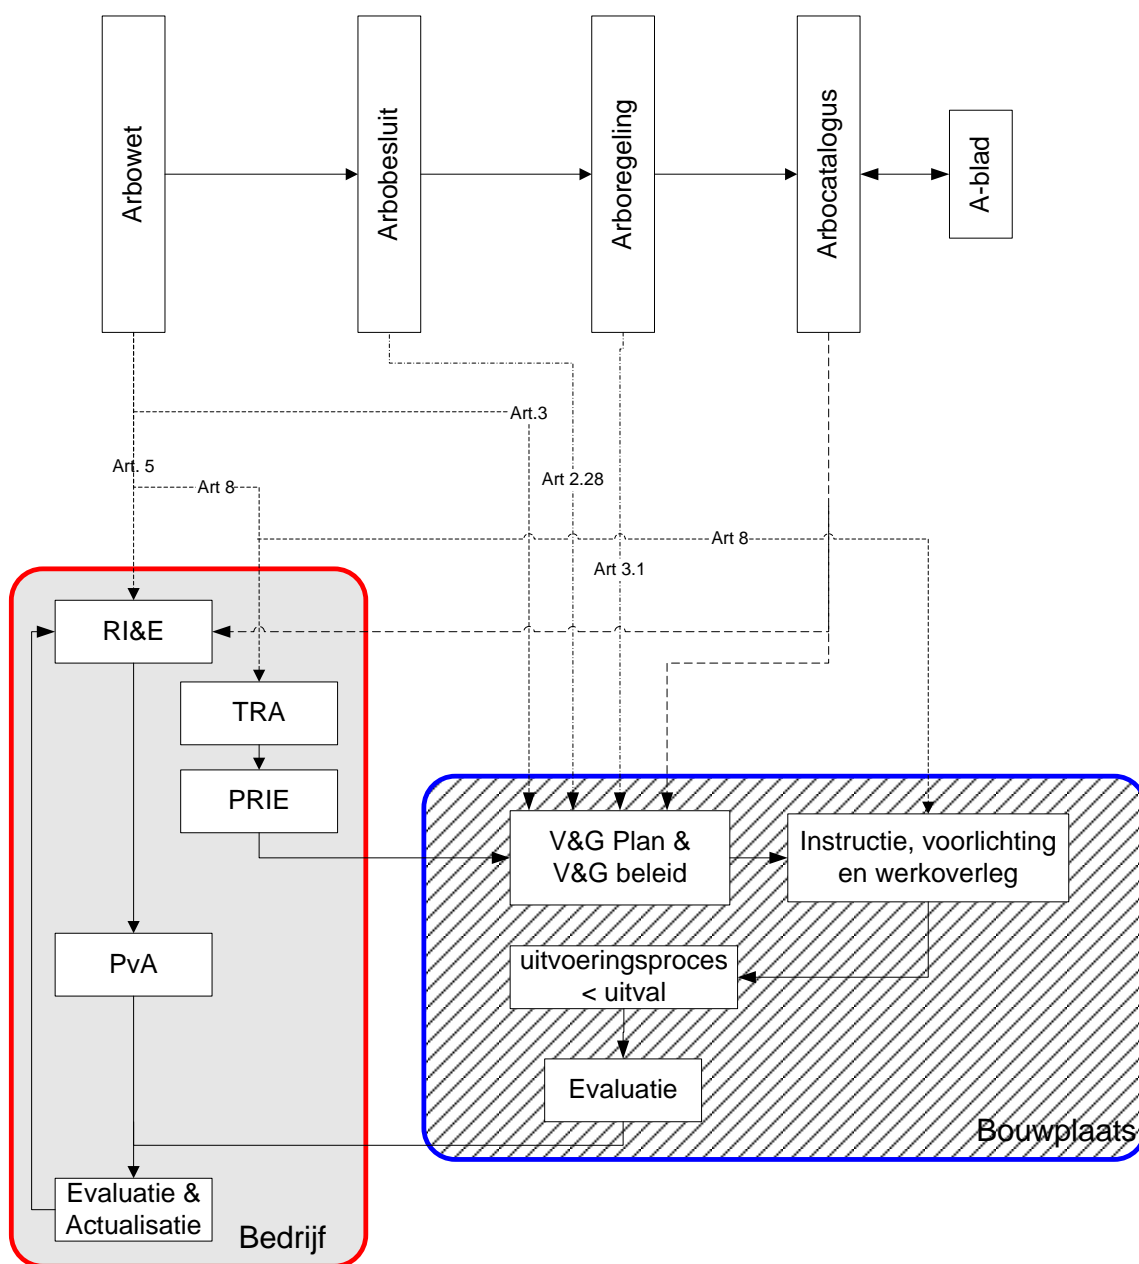 Arbowet
Arbobesluit
Arboregeling
Arbocatalogus
A-blad
Art.3
Art. 5
Art 8
Art 2.28
Art 8
Art 3.1
RI&E
TRA
PRIE
V&G Plan &
V&G beleid
Instructie, voorlichting
en werkoverleg
PvA
uitvoeringsproces
< uitval
Evaluatie
Bouwplaats
Evaluatie &
Actualisatie
Bedrijf